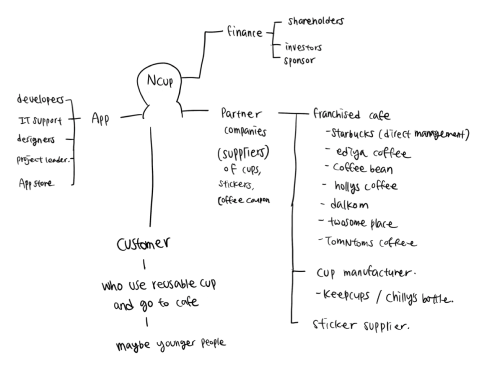 shareholders
finance
investors
sponsor
Ncup
developers
IT support
designers
project leader.
App store
App
Partner
companies
(suppliers)
of cups,
stickers,
coffee coupon
franchised cafe
- Starbucks (direct management)
- ediya coffee
- Coffee bean
- hollys coffee
- dalkom
- twosome place
- TomNtoms coffee
cup manufacturer.
- Keepcups / chilly's bottle.
sticker supplier.
Customer
who use reusable cup
and go to cafe
maybe younger people